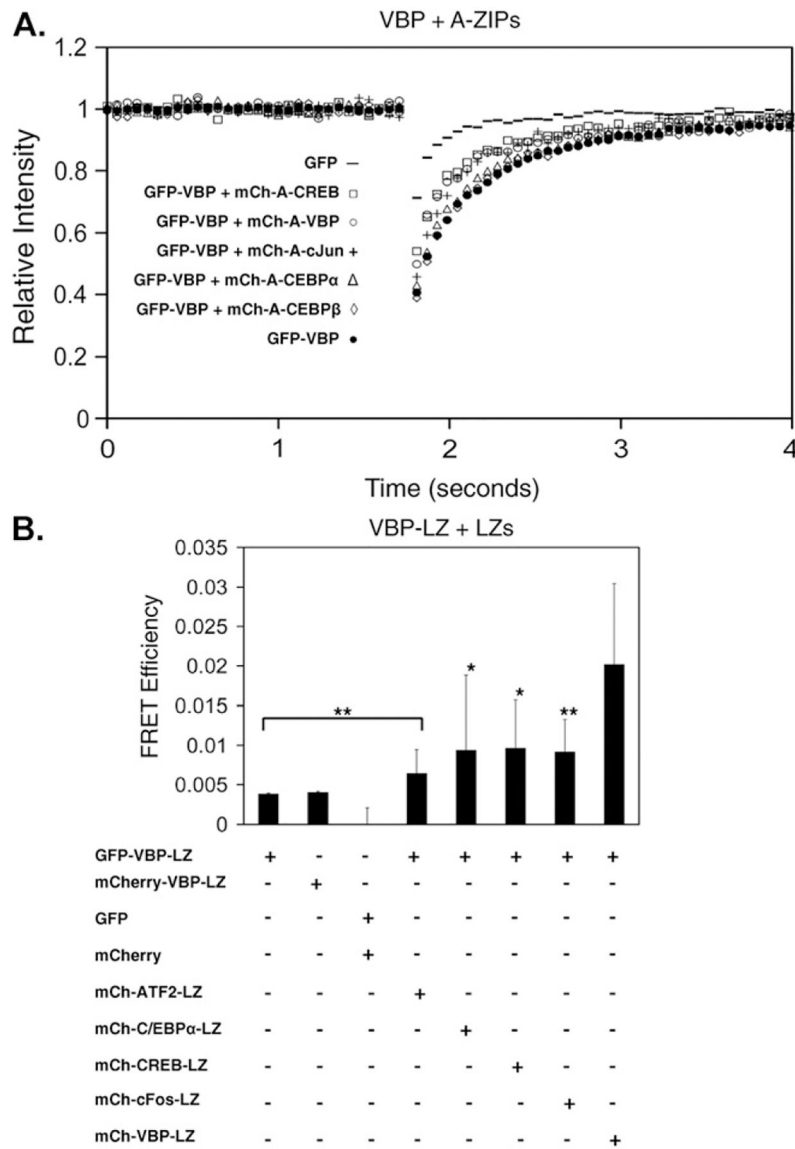 A.
VBP + A-ZIPs
1.2
1
0.8
0.6
0.4
0.2
0
Relative Intensity
GFP −
GFP-VBP + mCh-A-CREB □
GFP-VBP + mCh-A-VBP ○
GFP-VBP + mCh-A-cJun +
GFP-VBP + mCh-A-CEBPα △
GFP-VBP + mCh-A-CEBPβ ◊
GFP-VBP ●
0 1 2 3 4
Time (seconds)
B.
VBP-LZ + LZs
0.035
0.03
0.025
0.02
0.015
0.01
0.005
0
FRET Efficiency
** * * **
GFP-VBP-LZ + - - + + + + +
mCherry-VBP-LZ - + - - - - - -
GFP - - + - - - - -
mCherry - - + - - - - -
mCh-ATF2-LZ - - - + - - - -
mCh-C/EBPα-LZ - - - - + - - -
mCh-CREB-LZ - - - - - + - -
mCh-cFos-LZ - - - - - - + -
mCh-VBP-LZ - - - - - - - +